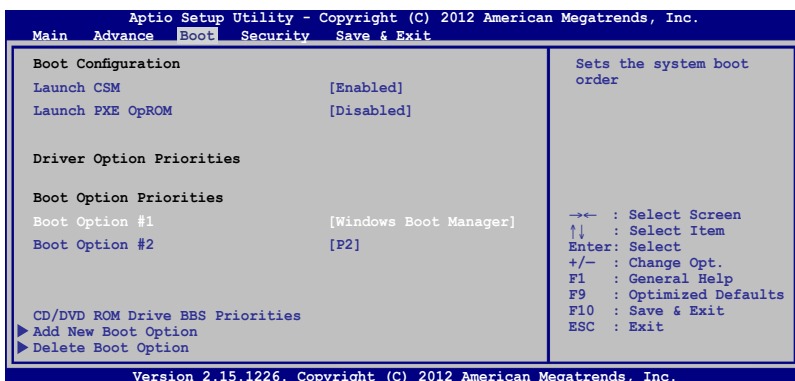 Aptio Setup Utility - Copyright (C) 2012 American Megatrends, Inc.
Main Advance Boot Security Save & Exit
Boot Configuration
Launch CSM [Enabled]
Launch PXE OpROM [Disabled]
Driver Option Priorities
Boot Option Priorities
Boot Option #1 [Windows Boot Manager]
Boot Option #2 [P2]
CD/DVD ROM Drive BBS Priorities
Add New Boot Option
Delete Boot Option
Sets the system boot
order
→← : Select Screen
↑↓ : Select Item
Enter: Select
+/— : Change Opt.
F1 : General Help
F9 : Optimized Defaults
F10 : Save & Exit
ESC : Exit
Version 2.15.1226. Copyright (C) 2012 American Megatrends, Inc.